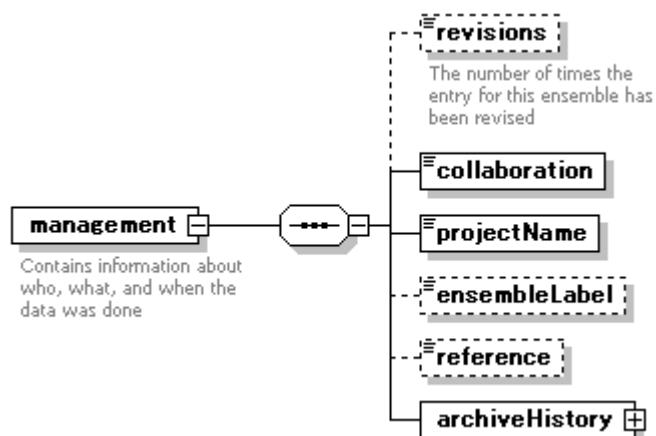 revisions
The number of times the
entry for this ensemble has
been revised
collaboration
management
projectName
Contains information about
who, what, and when the
data was done
ensembleLabel
reference
archiveHistory